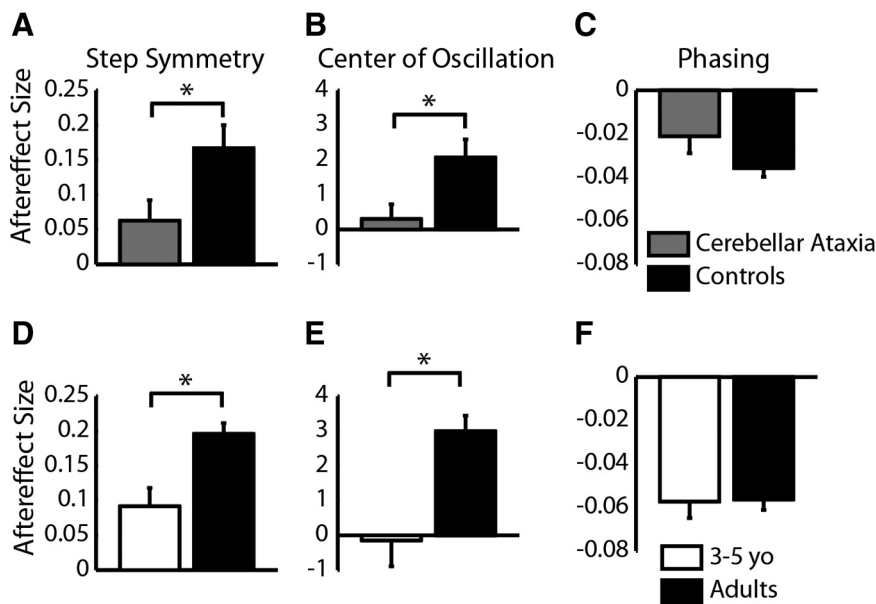 A
Step Symmetry
Aftereffect Size
0.25
0.2
0.15
0.1
0.05
0
*
B
Center of Oscillation
4
3
2
1
0
-1
*
C
Phasing
0
-0.02
-0.04
-0.06
-0.08
Cerebellar Ataxia
Controls
D
Aftereffect Size
0.25
0.2
0.15
0.1
0.05
0
*
E
4
3
2
1
0
-1
*
F
0
-0.02
-0.04
-0.06
-0.08
3-5 yo
Adults